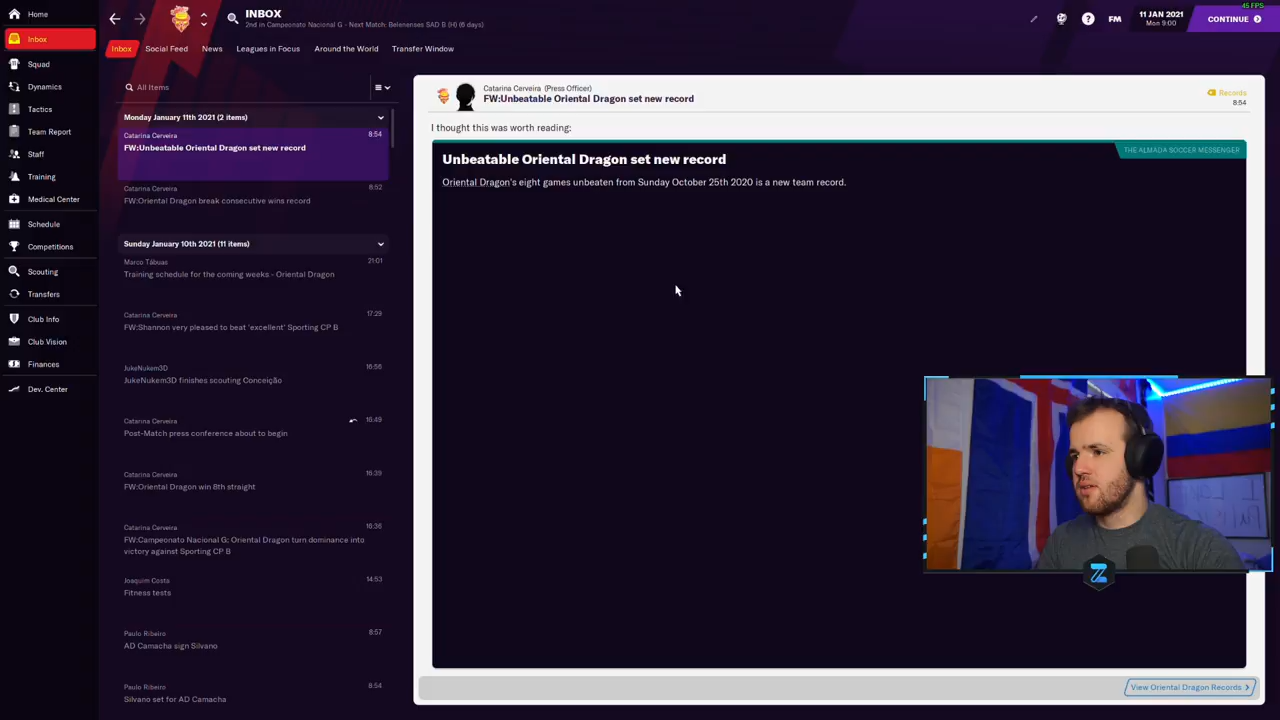 45 FPS
Home
Inbox
Squad
Dynamics
Tactics
Team Report
Staff
Training
Medical Center
Schedule
Competitions
Scouting
Transfers
Club Info
Club Vision
Finances
Dev. Center
INBOX
2nd in Campeonato Nacional G - Next Match: Belenenses SAD B (H) (6 days)
FM
11 JAN 2021
Mon 9:00
CONTINUE
Inbox
Social Feed
News
Leagues in Focus
Around the World
Transfer Window
All Items
Monday January 11th 2021 (2 items)
Catarina Cerveira 8:54
FW:Unbeatable Oriental Dragon set new record
Catarina Cerveira 8:52
FW:Oriental Dragon break consecutive wins record
Sunday January 10th 2021 (11 items)
Marco Tábuas 21:01
Training schedule for the coming weeks - Oriental Dragon
Catarina Cerveira 17:29
FW:Shannon very pleased to beat 'excellent' Sporting CP B
JukeNukem3D 16:56
JukeNukem3D finishes scouting Conceição
Catarina Cerveira 16:49
Post-Match press conference about to begin
Catarina Cerveira 16:39
FW:Oriental Dragon win 8th straight
Catarina Cerveira 16:36
FW:Campeonato Nacional G: Oriental Dragon turn dominance into
victory against Sporting CP B
Joaquim Costa 14:53
Fitness tests
Paulo Ribeiro 8:57
AD Camacha sign Silvano
Paulo Ribeiro 8:54
Silvano set for AD Camacha
Catarina Cerveira (Press Officer)
FW:Unbeatable Oriental Dragon set new record
Records
8:54
I thought this was worth reading:
THE ALMADA SOCCER MESSENGER
Unbeatable Oriental Dragon set new record
Oriental Dragon's eight games unbeaten from Sunday October 25th 2020 is a new team record.
View Oriental Dragon Records